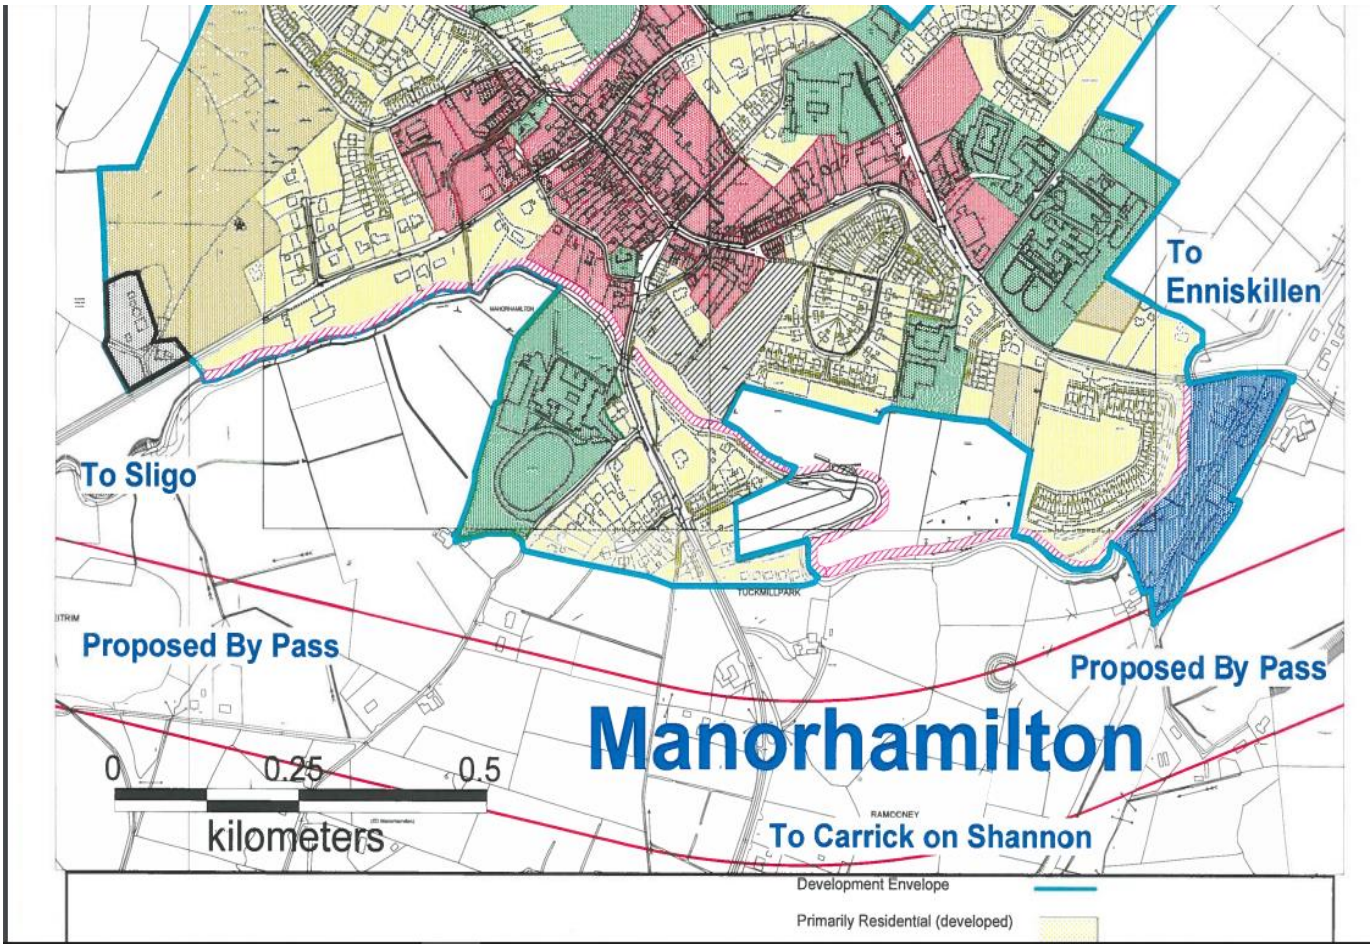 To
Enniskillen
MANORHAMILTON
To Sligo
TUCKMILLPARK
EITRIM
Proposed By Pass
Proposed By Pass
Manorhamilton
0 0.25 0.5
kilometers
RAMOONEY
To Carrick on Shannon
Development Envelope
Primarily Residential (developed)